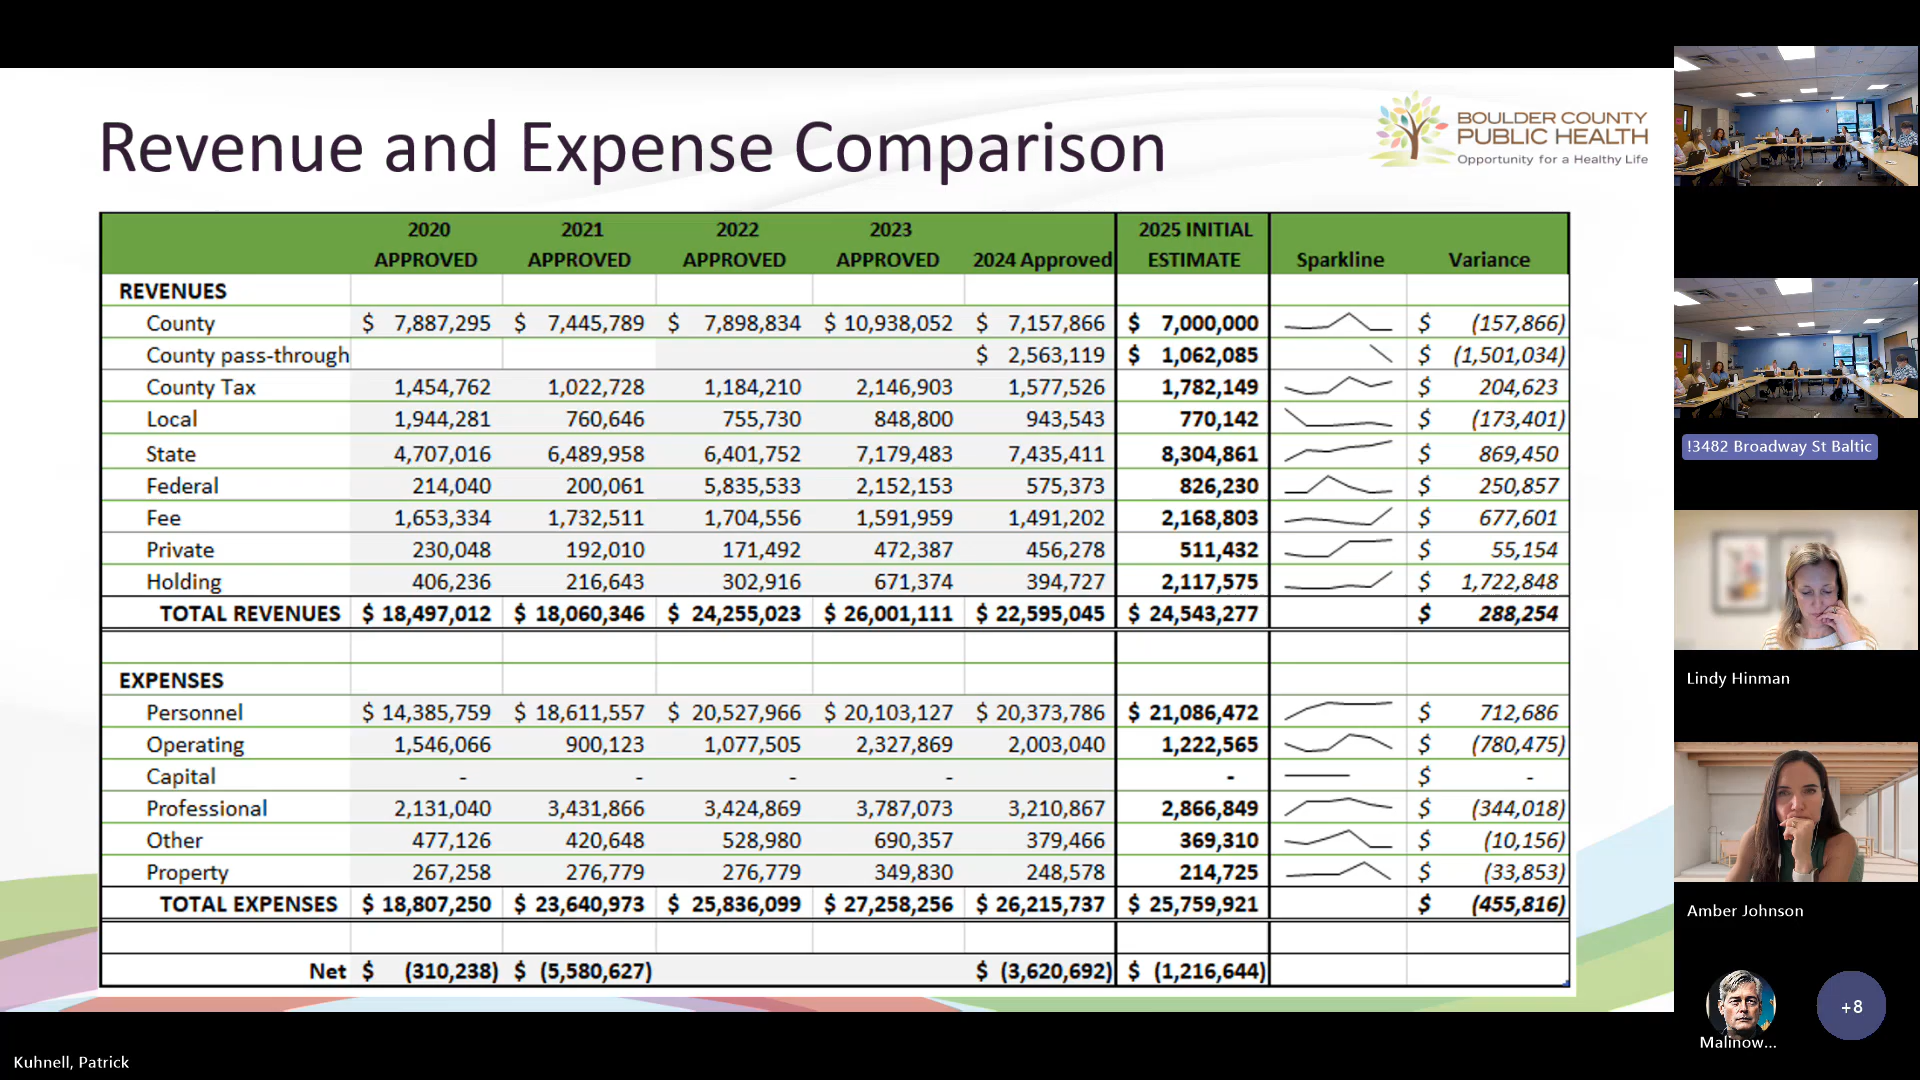 Revenue and Expense Comparison
BOULDER COUNTY
PUBLIC HEALTH
Opportunity for a Healthy Life
2020 APPROVED 2021 APPROVED 2022 APPROVED 2023 APPROVED 2024 Approved 2025 INITIAL ESTIMATE Sparkline Variance
REVENUES
County $ 7,887,295 $ 7,445,789 $ 7,898,834 $ 10,938,052 $ 7,157,866 $ 7,000,000 $ (157,866)
County pass-through $ 2,563,119 $ 1,062,085 $ (1,501,034)
County Tax 1,454,762 1,022,728 1,184,210 2,146,903 1,577,526 1,782,149 $ 204,623
Local 1,944,281 760,646 755,730 848,800 943,543 770,142 $ (173,401)
State 4,707,016 6,489,958 6,401,752 7,179,483 7,435,411 8,304,861 $ 869,450
Federal 214,040 200,061 5,835,533 2,152,153 575,373 826,230 $ 250,857
Fee 1,653,334 1,732,511 1,704,556 1,591,959 1,491,202 2,168,803 $ 677,601
Private 230,048 192,010 171,492 472,387 456,278 511,432 $ 55,154
Holding 406,236 216,643 302,916 671,374 394,727 2,117,575 $ 1,722,848
TOTAL REVENUES $ 18,497,012 $ 18,060,346 $ 24,255,023 $ 26,001,111 $ 22,595,045 $ 24,543,277 $ 288,254
EXPENSES
Personnel $ 14,385,759 $ 18,611,557 $ 20,527,966 $ 20,103,127 $ 20,373,786 $ 21,086,472 $ 712,686
Operating 1,546,066 900,123 1,077,505 2,327,869 2,003,040 1,222,565 $ (780,475)
Capital - - - - - $ -
Professional 2,131,040 3,431,866 3,424,869 3,787,073 3,210,867 2,866,849 $ (344,018)
Other 477,126 420,648 528,980 690,357 379,466 369,310 $ (10,156)
Property 267,258 276,779 276,779 349,830 248,578 214,725 $ (33,853)
TOTAL EXPENSES $ 18,807,250 $ 23,640,973 $ 25,836,099 $ 27,258,256 $ 26,215,737 $ 25,759,921 $ (455,816)
Net $ (310,238) $ (5,580,627) $ (3,620,692) $ (1,216,644)
!3482 Broadway St Baltic
Lindy Hinman
Amber Johnson
Malinow...
+8
Kuhnell, Patrick